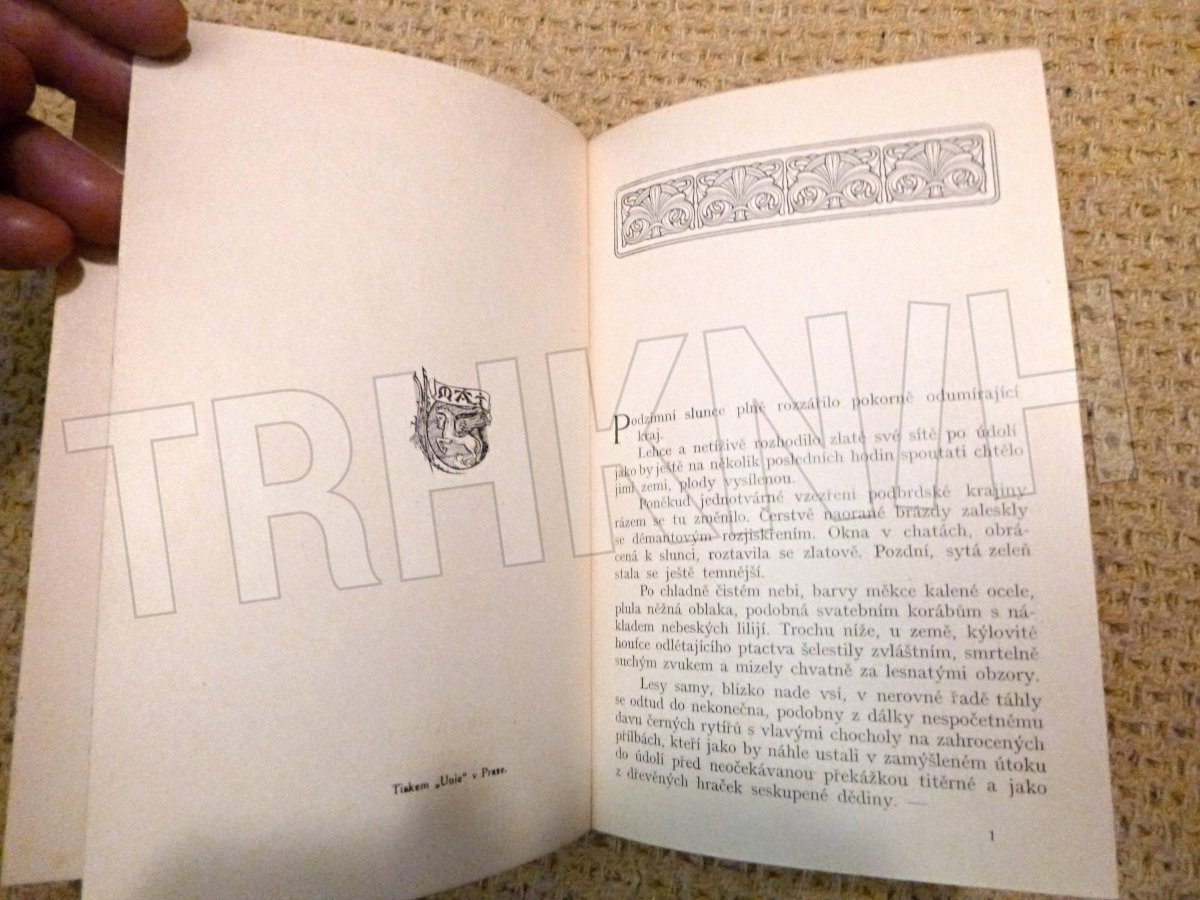 Tiskem „Unie“ v Praze.
Podzimní slunce plně rozzářilo pokorně odumírající
kraj.
Lehce a netíživě rozhodilo zlaté své sítě po údolí
jako by ještě na několik posledních hodin spoutati chtělo
jimi zemi, plody vysílenou.
Poněkud jednotvárné vzezření podbrdské krajiny
rázem se tu změnilo. Čerstvě naorané brázdy zaleskly
se démantovým rozjiskřením. Okna v chatách, obrá-
cená k slunci, roztavila se zlatově. Pozdní, sytá zeleň
stala se ještě temnější.
Po chladně čistém nebi, barvy měkce kalené ocele,
plula něžná oblaka, podobná svatebním korábům s ná-
kladem nebeských lilijí. Trochu níže, u země, kýlovité
houfce odlétajícího ptactva šelestily zvláštním, smrtelně
suchým zvukem a mizely chvatně za lesnatými obzory.
Lesy samy, blízko nade vsí, v nerovné řadě táhly
se odtud do nekonečna, podobny z dálky nespočetnému
davu černých rytířů s vlavými chocholy na zahrocených
přílbách, kteří jako by náhle ustali v zamýšleném útoku
do údolí před neočekávanou překážkou titěrné a jako
z dřevěných hraček seskupené dědiny. —
1
TRHKNIH